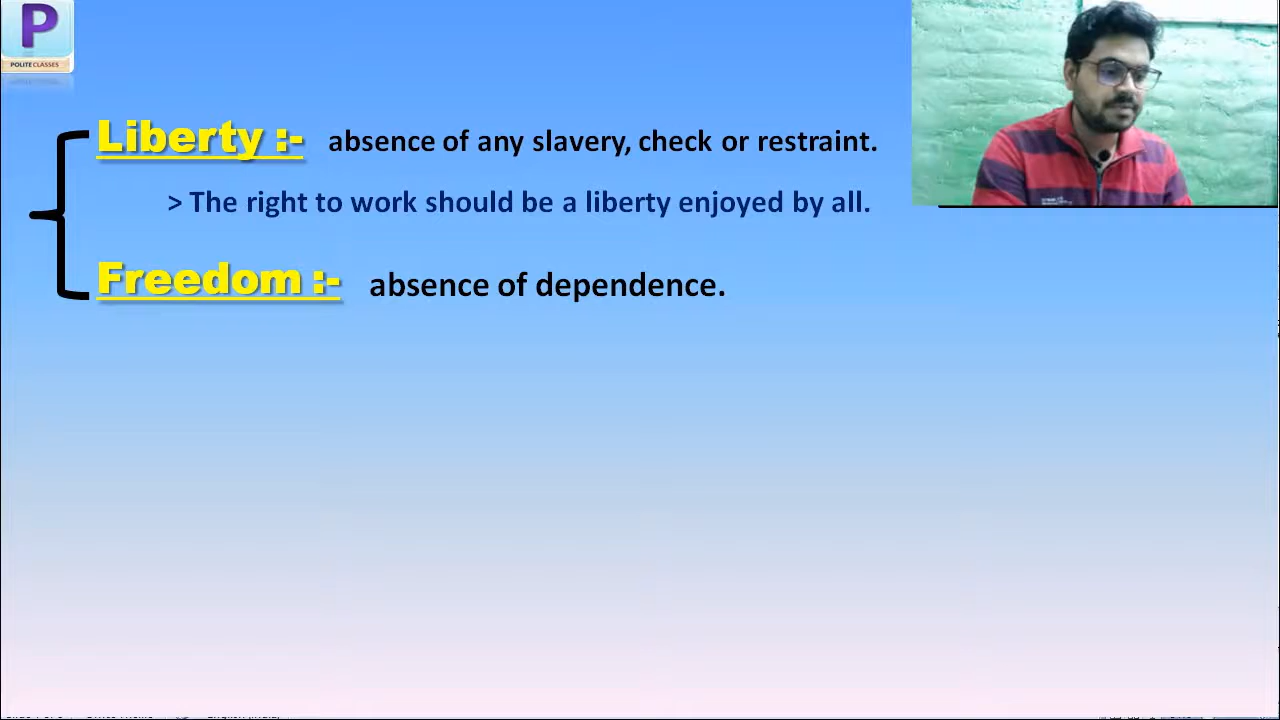 P
POLITE CLASSES
Liberty :- absence of any slavery, check or restraint.
> The right to work should be a liberty enjoyed by all.
Freedom :- absence of dependence.